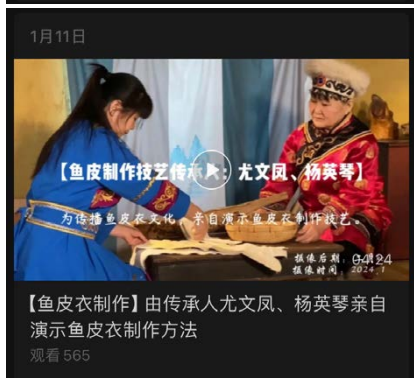 1月11日
【鱼皮制作技艺传承人：尤文凤、杨英琴】
为传播鱼皮衣文化，亲自演示鱼皮衣制作技艺。
摄像后期：
04:24
摄像时间：2024.1
【鱼皮衣制作】由传承人尤文凤、杨英琴亲自
演示鱼皮衣制作方法
观看 565